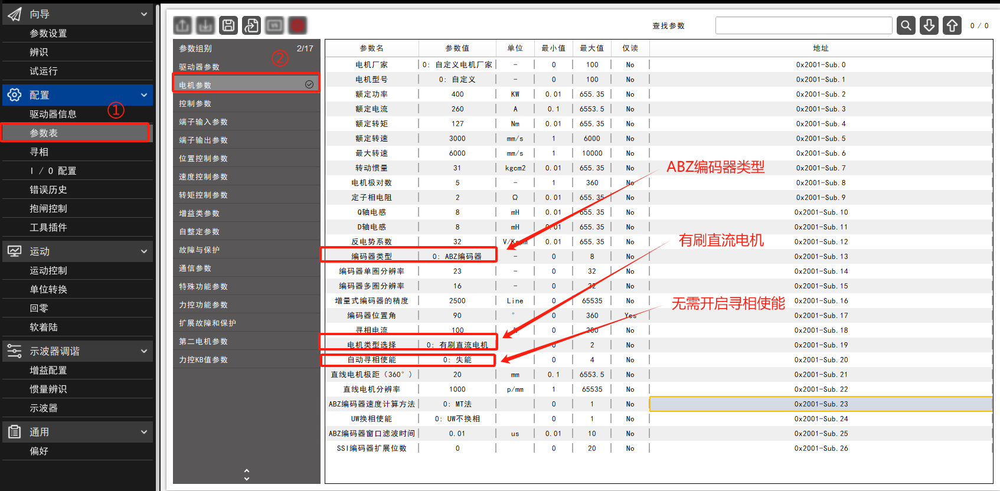 向导
参数设置
辨识
试运行
配置
①
驱动器信息
参数表
寻相
I / O 配置
错误历史
抱闸控制
工具插件
运动
运动控制
单位转换
回零
软着陆
示波器调谐
增益配置
惯量辨识
示波器
通用
偏好
查找参数
0 / 0
参数组别 2/17
②
驱动器参数
电机参数
控制参数
端子输入参数
端子输出参数
位置控制参数
速度控制参数
转矩控制参数
增益类参数
自整定参数
故障与保护
通信参数
特殊功能参数
力控功能参数
扩展故障和保护
第二电机参数
力控KB值参数
参数名 参数值 单位 最小值 最大值 仅读 地址
电机厂家 0: 自定义电机厂家 - 0 100 No 0x2001-Sub.0
电机型号 0: 自定义 - 0 100 No 0x2001-Sub.1
额定功率 400 KW 0.01 655.35 No 0x2001-Sub.2
额定电流 260 A 0.1 6553.5 No 0x2001-Sub.3
额定转矩 127 Nm 0.01 655.35 No 0x2001-Sub.4
额定转速 3000 mm/s 1 6000 No 0x2001-Sub.5
最大转速 6000 mm/s 1 10000 No 0x2001-Sub.6
转动惯量 31 kgcm2 0.01 655.35 No 0x2001-Sub.7
电机极对数 5 - 1 360 No 0x2001-Sub.8
定子相电阻 2 Ω 0.01 655.35 No 0x2001-Sub.9
Q轴电感 8 mH 0.01 655.35 No 0x2001-Sub.10
D轴电感 8 mH 0.01 655.35 No 0x2001-Sub.11
反电势系数 32 V/Krpm 0.01 655.35 No 0x2001-Sub.12
编码器类型 0: ABZ编码器 - 0 8 No 0x2001-Sub.13
编码器单圈分辨率 23 - 0 32 No 0x2001-Sub.14
编码器多圈分辨率 16 - 0 32 No 0x2001-Sub.15
增量式编码器的精度 2500 Line 0 65535 No 0x2001-Sub.16
编码器位置角 90 ° 0 360 Yes 0x2001-Sub.17
寻相电流 100 0 200 No 0x2001-Sub.18
电机类型选择 0: 有刷直流电机 0 2 No 0x2001-Sub.19
自动寻相使能 0: 失能 0 4 No 0x2001-Sub.20
直线电机极距（360°） 20 mm 0.1 6553.5 No 0x2001-Sub.21
直线电机分辨率 1000 p/mm 1 65535 No 0x2001-Sub.22
ABZ编码器速度计算方法 0: MT法 0 1 No 0x2001-Sub.23
UW换相使能 0: UW不换相 0 1 No 0x2001-Sub.24
ABZ编码器窗口滤波时间 0.01 us 0.01 10 No 0x2001-Sub.25
SSI编码器扩展位数 0 0 20 No 0x2001-Sub.26
ABZ编码器类型
有刷直流电机
无需开启寻相使能